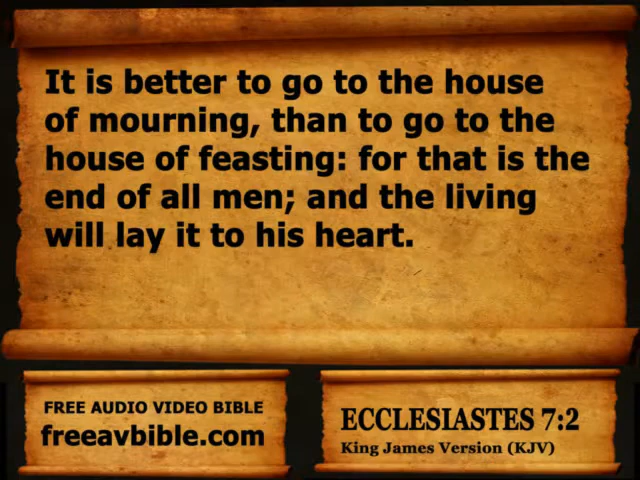 It is better to go to the house
of mourning, than to go to the
house of feasting: for that is the
end of all men; and the living
will lay it to his heart.
FREE AUDIO VIDEO BIBLE
freeavbible.com
ECCLESIASTES 7:2
King James Version (KJV)